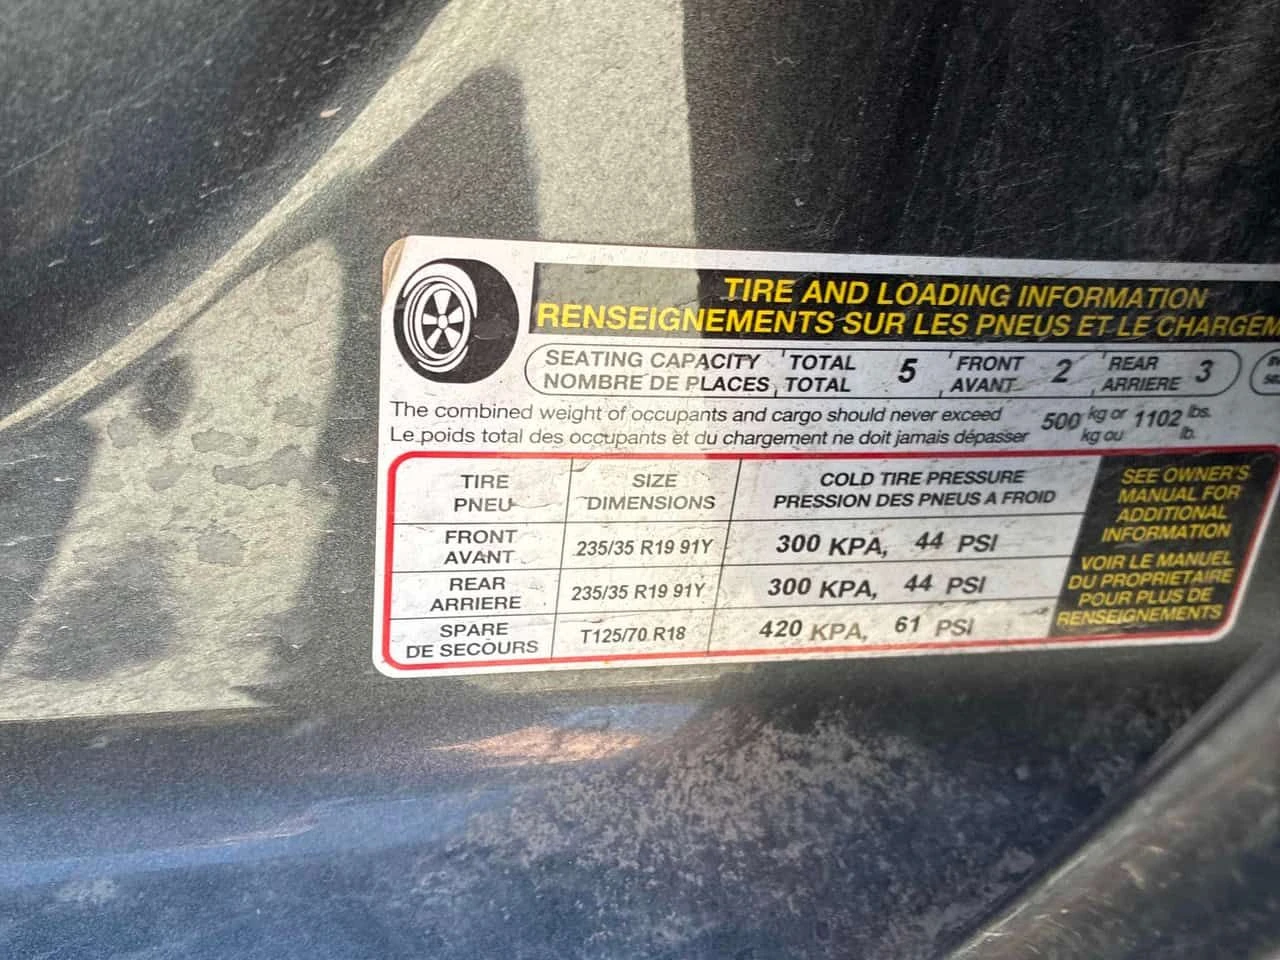 TIRE AND LOADING INFORMATION
RENSEIGNEMENTS SUR LES PNEUS ET LE CHARGEM
SEATING CAPACITY TOTAL 5 FRONT 2 REAR 3
NOMBRE DE PLACES TOTAL AVANT ARRIERE
The combined weight of occupants and cargo should never exceed 500 kg or 1102 lbs.
Le poids total des occupants et du chargement ne doit jamais dépasser kg ou lb.
TIRE SIZE COLD TIRE PRESSURE
PNEU DIMENSIONS PRESSION DES PNEUS A FROID
FRONT
AVANT 235/35 R19 91Y 300 KPA, 44 PSI
REAR
ARRIERE 235/35 R19 91Y 300 KPA, 44 PSI
SPARE
DE SECOURS T125/70 R18 420 KPA, 61 PSI
SEE OWNER'S
MANUAL FOR
ADDITIONAL
INFORMATION
VOIR LE MANUEL
DU PROPRIETAIRE
POUR PLUS DE
RENSEIGNEMENTS